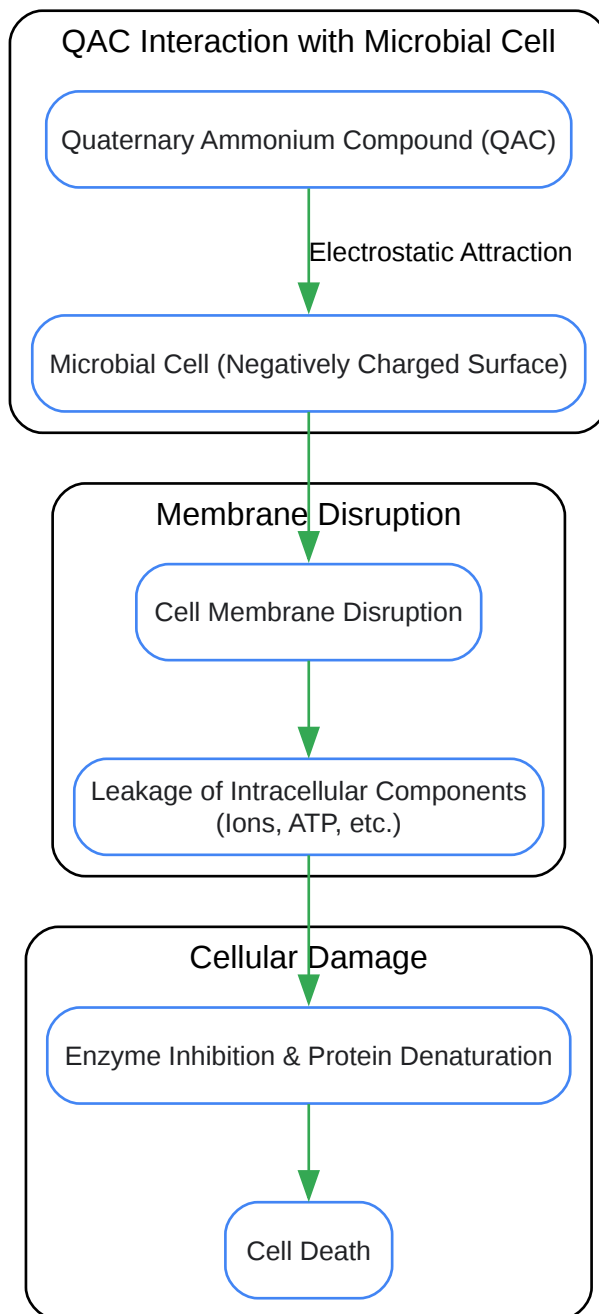 QAC Interaction with Microbial Cell
Quaternary Ammonium Compound (QAC)
Electrostatic Attraction
Microbial Cell (Negatively Charged Surface)
Membrane Disruption
Cell Membrane Disruption
Leakage of Intracellular Components
(Ions, ATP, etc.)
Cellular Damage
Enzyme Inhibition & Protein Denaturation
Cell Death